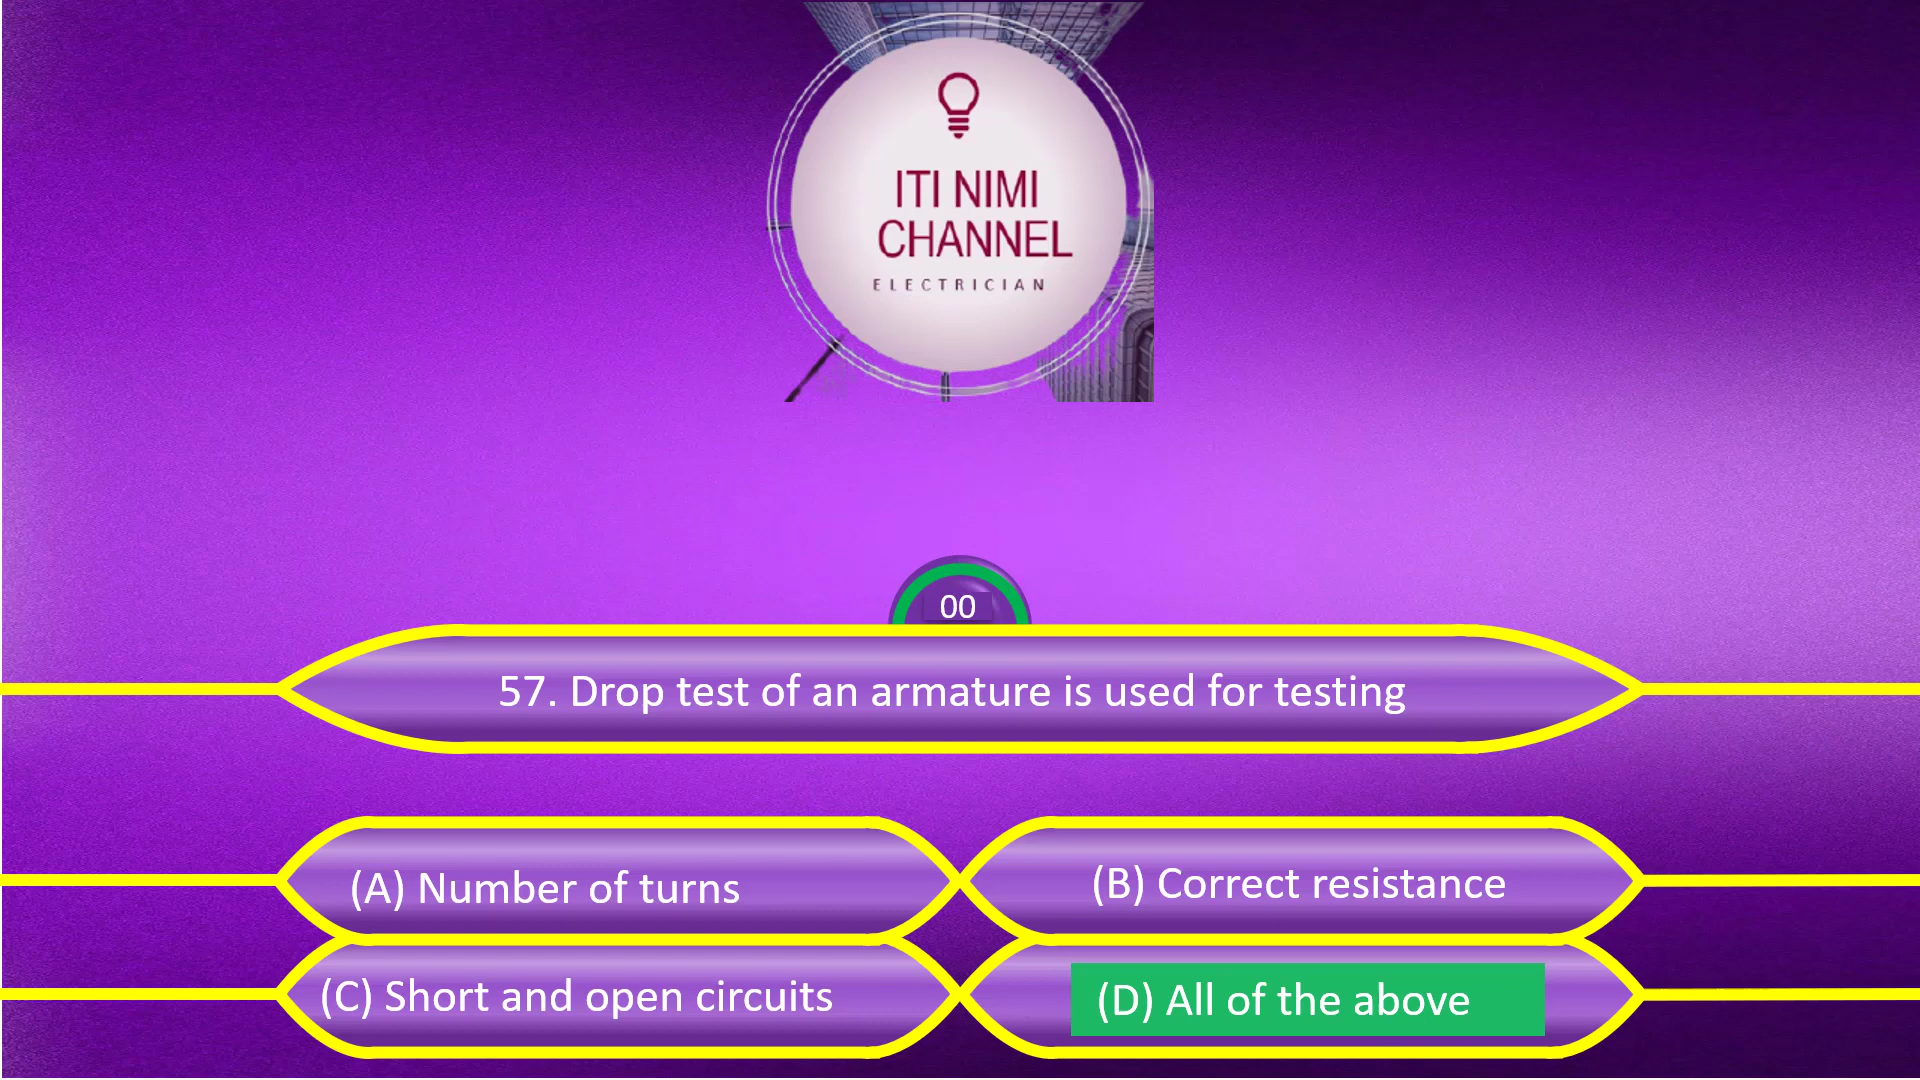 ITI NIMI
CHANNEL
ELECTRICIAN
00
57. Drop test of an armature is used for testing
(A) Number of turns
(B) Correct resistance
(C) Short and open circuits
(D) All of the above